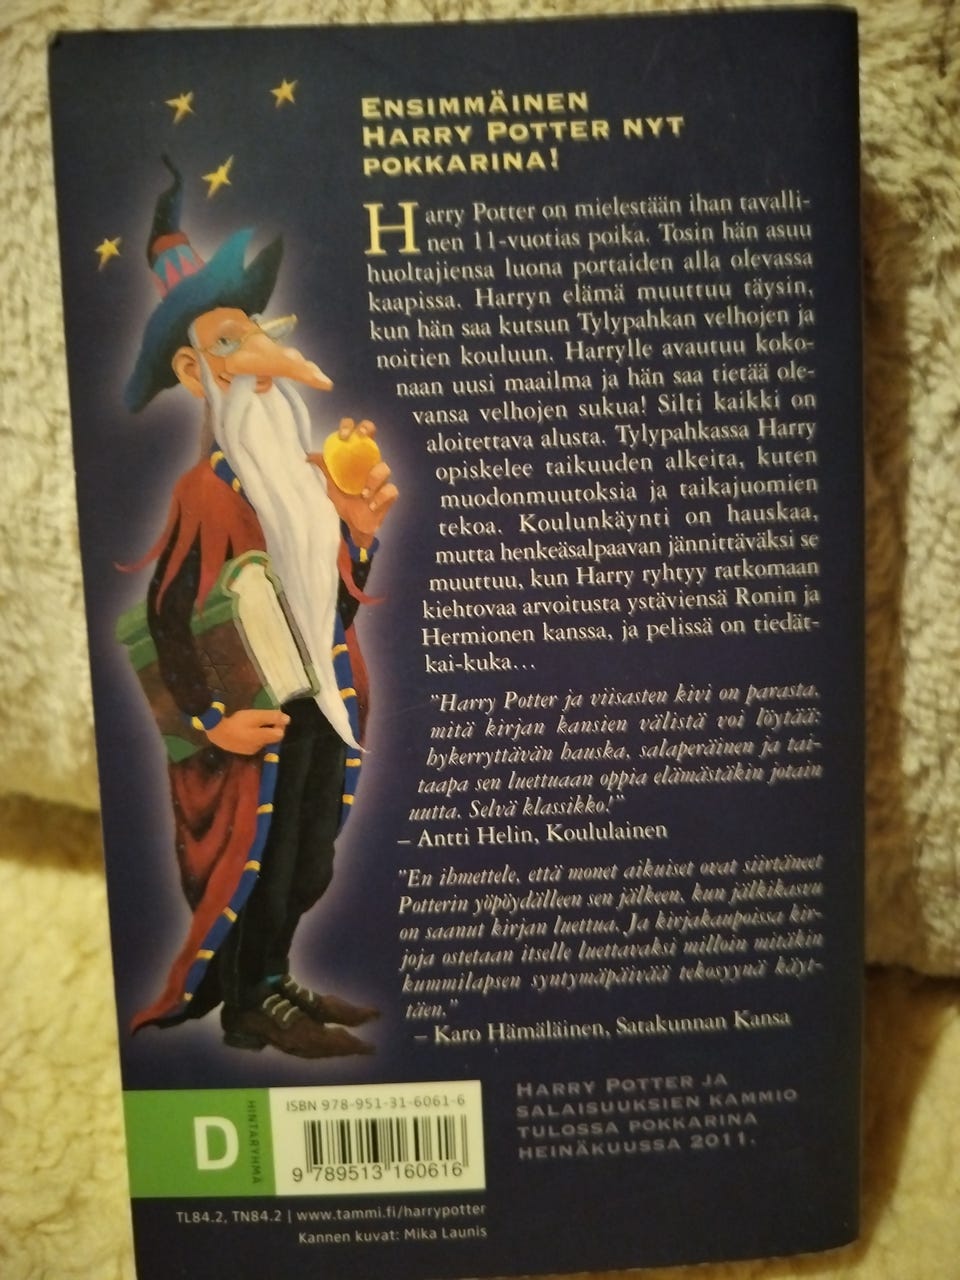 ENSIMMÄINEN
HARRY POTTER NYT
POKKARINA!
Harry Potter on mielestään ihan tavalli-
nen 11-vuotias poika. Tosin hän asuu
huoltajiensa luona portaiden alla olevassa
kaapissa. Harryn elämä muuttuu täysin,
kun hän saa kutsun Tylypahkan velhojen ja
noitien kouluun. Harrylle avautuu koko-
naan uusi maailma ja hän saa tietää ole-
vansa velhojen sukua! Silti kaikki on
aloitettava alusta. Tylypahkassa Harry
opiskelee taikuuden alkeita, kuten
muodonmuutoksia ja taikajuomien
tekoa. Koulunkäynti on hauskaa,
mutta henkeäsalpaavan jännittäväksi se
muuttuu, kun Harry ryhtyy ratkomaan
kiehtovaa arvoitusta ystäviensä Ronin ja
Hermionen kanssa, ja pelissä on tiedät-
kai-kuka...
"Harry Potter ja viisasten kivi on parasta,
mitä kirjan kansien välistä voi löytää:
hykerryttävän hauska, salaperäinen ja tai-
taapa sen luettuaan oppia elämästäkin jotain
uutta. Selvä klassikko!"
– Antti Helin, Koululainen
"En ihmettele, että monet aikuiset ovat siirtäneet
Potterin yöpöydälleen sen jälkeen, kun jälkikasvu
on saanut kirjan luettua. Ja kirjakaupoissa kir-
joja ostetaan itselle luettavaksi milloin mitäkin
kummilapsen syntymäpäivää tekosyynä käyt-
täen."
– Karo Hämäläinen, Satakunnan Kansa
HARRY POTTER JA
SALAISUUKSIEN KAMMIO
TULOSSA POKKARINA
HEINÄKUUSSA 2011.
D
HINTARYHMÄ
ISBN 978-951-31-6061-6
9 789513 160616
TL84.2, TN84.2 | www.tammi.fi/harrypotter
Kannen kuvat: Mika Launis